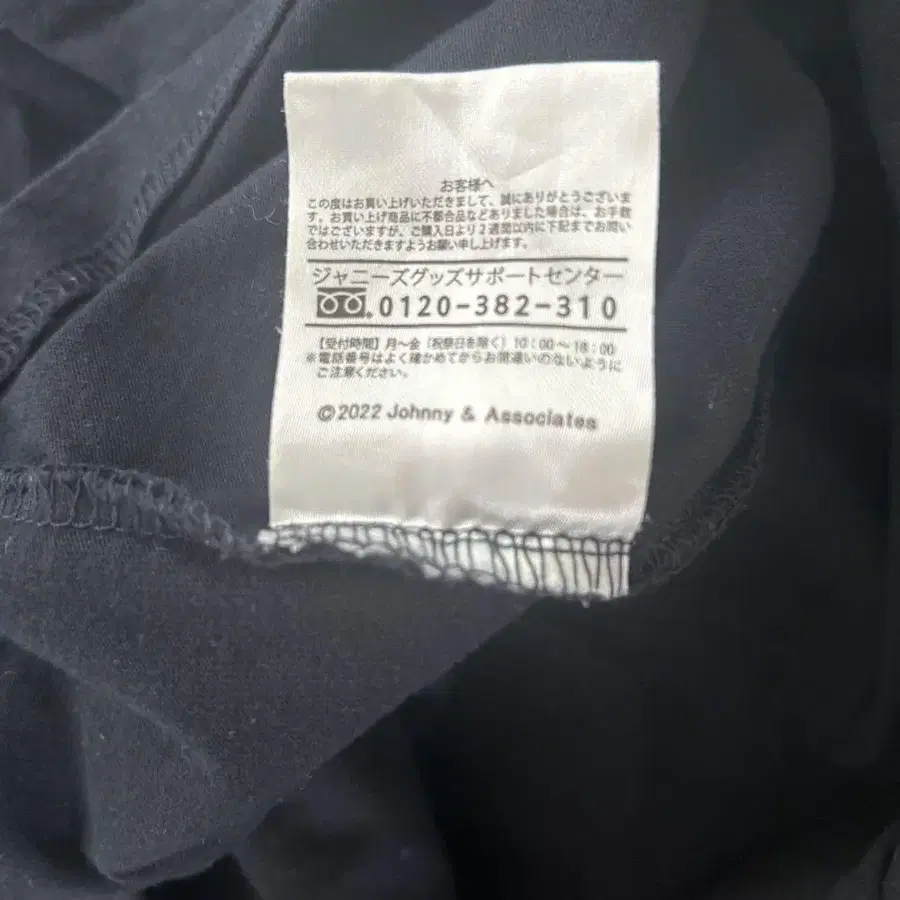 お客様へ
この度はお買い上げいただきまして、誠にありがとうございま
す。お買い上げ商品に不都合品などありました場合は、お手数
ではございますが、ご購入日より2週間以内に下記までお問い
合わせいただきますようお願い申し上げます。
ジャニーズグッズサポートセンター
0120-382-310
【受付時間】月〜金(祝祭日を除く)10:00〜18:00
※電話番号はよく確かめてからお間違いのないように
ご注意ください。
©2022 Johnny & Associates